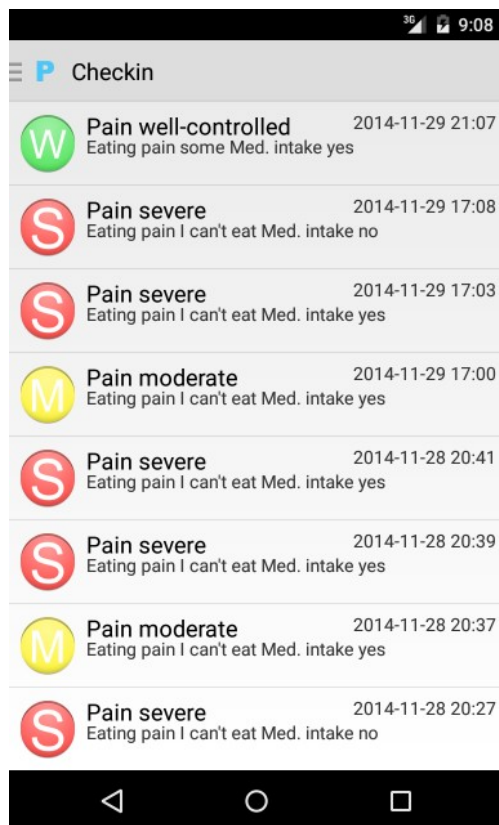 3G 9:08
P Checkin
W Pain well-controlled 2014-11-29 21:07
Eating pain some Med. intake yes
S Pain severe 2014-11-29 17:08
Eating pain I can't eat Med. intake no
S Pain severe 2014-11-29 17:03
Eating pain I can't eat Med. intake yes
M Pain moderate 2014-11-29 17:00
Eating pain I can't eat Med. intake yes
S Pain severe 2014-11-28 20:41
Eating pain I can't eat Med. intake yes
S Pain severe 2014-11-28 20:39
Eating pain I can't eat Med. intake yes
M Pain moderate 2014-11-28 20:37
Eating pain I can't eat Med. intake yes
S Pain severe 2014-11-28 20:27
Eating pain I can't eat Med. intake no